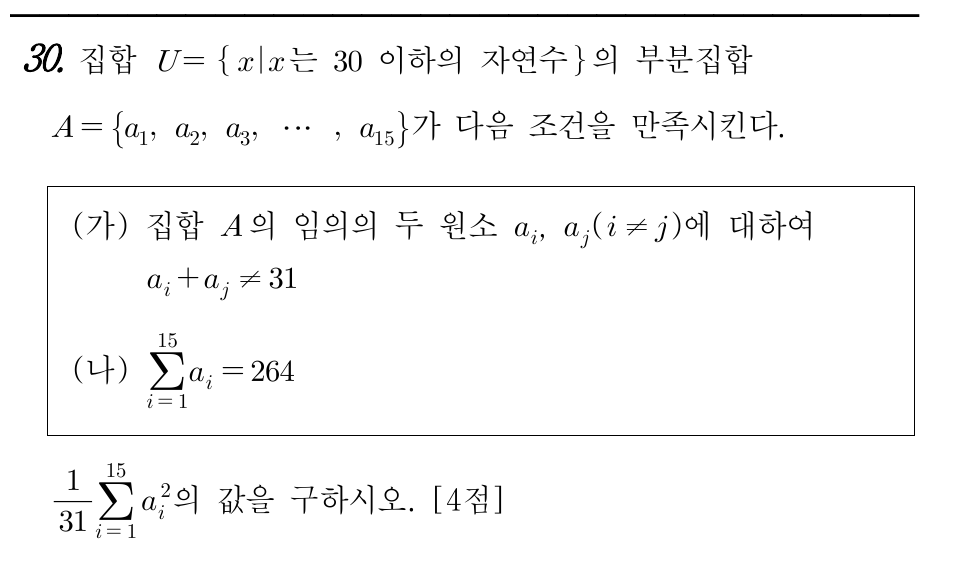 30. 집합 U={x|x는 30 이하의 자연수}의 부분집합
A={a₁, a₂, a₃, ⋯ , a₁₅}가 다음 조건을 만족시킨다.
(가) 집합 A의 임의의 두 원소 aᵢ, aⱼ(i≠j)에 대하여
aᵢ+aⱼ≠31
(나) \sum_{i=1}^{15} aᵢ=264
\frac{1}{31}\sum_{i=1}^{15} aᵢ²의 값을 구하시오. [4점]